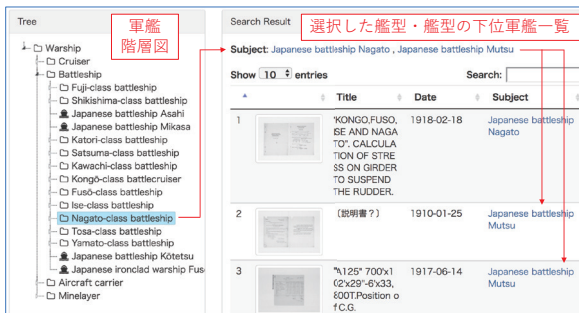 Tree
軍艦
階層図
Warship
Cruiser
Battleship
Fuji-class battleship
Shikishima-class battleship
Japanese battleship Asahi
Japanese battleship Mikasa
Katori-class battleship
Satsuma-class battleship
Kawachi-class battleship
Kongō-class battlecruiser
Fusō-class battleship
Ise-class battleship
Nagato-class battleship
Tosa-class battleship
Yamato-class battleship
Japanese battleship Kōtetsu
Japanese ironclad warship Fus
Aircraft carrier
Minelayer
Search Result
選択した艦型・艦型の下位軍艦一覧
Subject: Japanese battleship Nagato , Japanese battleship Mutsu
Show 10 entries
Search:
Title Date Subject
1
"KONGO,FUSO,
ISE AND NAGA
TO". CALCULA
TION OF STRE
SS ON GIRDER
TO SUSPEND
THE RUDDER.
1918-02-18
Japanese battleship
Nagato
2
〔説明書?〕
1910-01-25
Japanese battleship
Mutsu
3
"A125" 700'x1
02'x29"-6'x33,
800T.Position o
f C.G.
1917-06-14
Japanese battleship
Mutsu